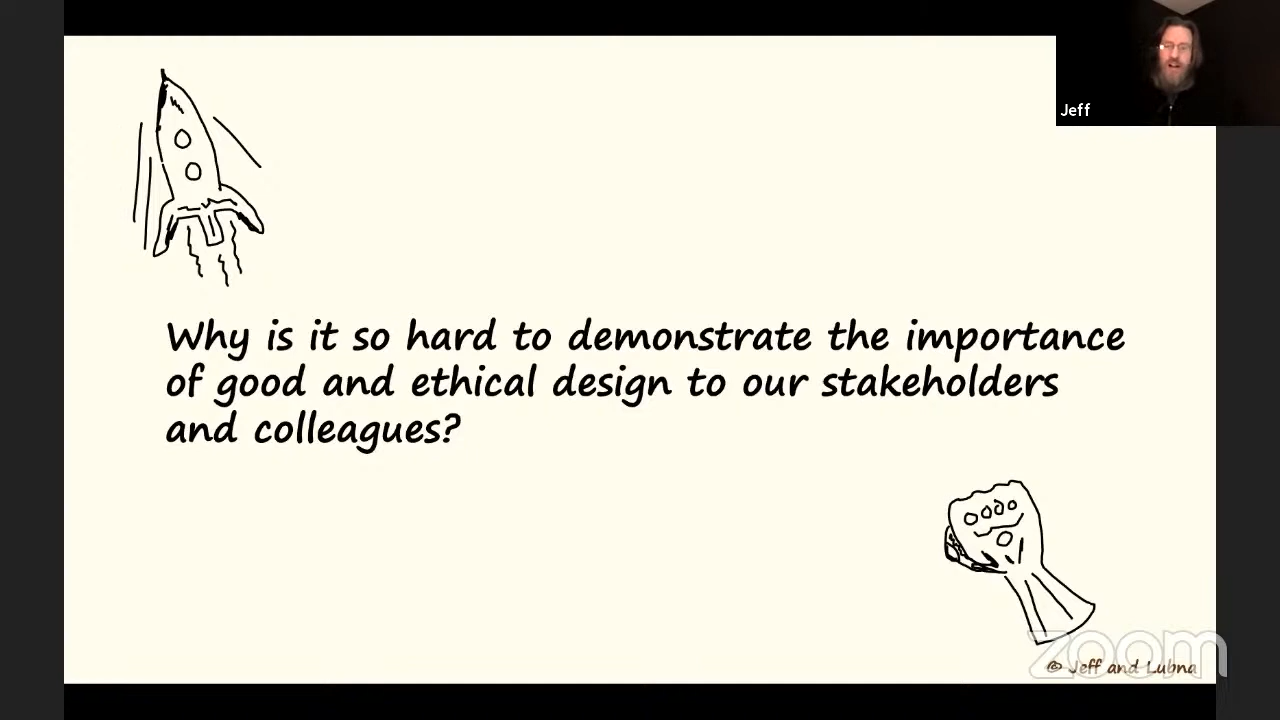 Jeff
Why is it so hard to demonstrate the importance
of good and ethical design to our stakeholders
and colleagues?
zoom
© Jeff and Lubna